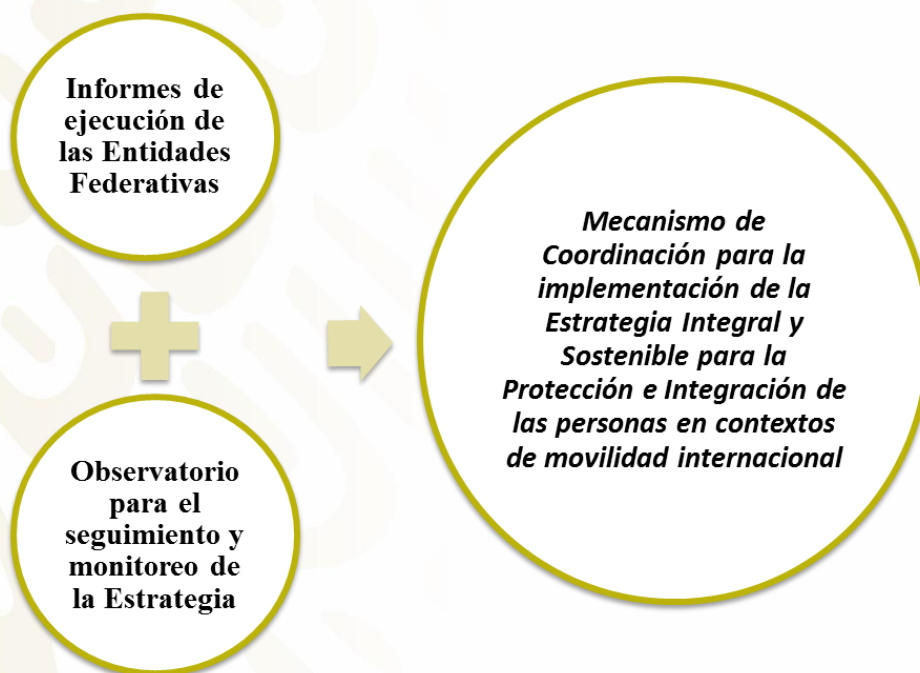 Informes de
ejecución de
las Entidades
Federativas
Observatorio
para el
seguimiento y
monitoreo de
la Estrategia
Mecanismo de
Coordinación para la
implementación de la
Estrategia Integral y
Sostenible para la
Protección e Integración de
las personas en contextos
de movilidad internacional